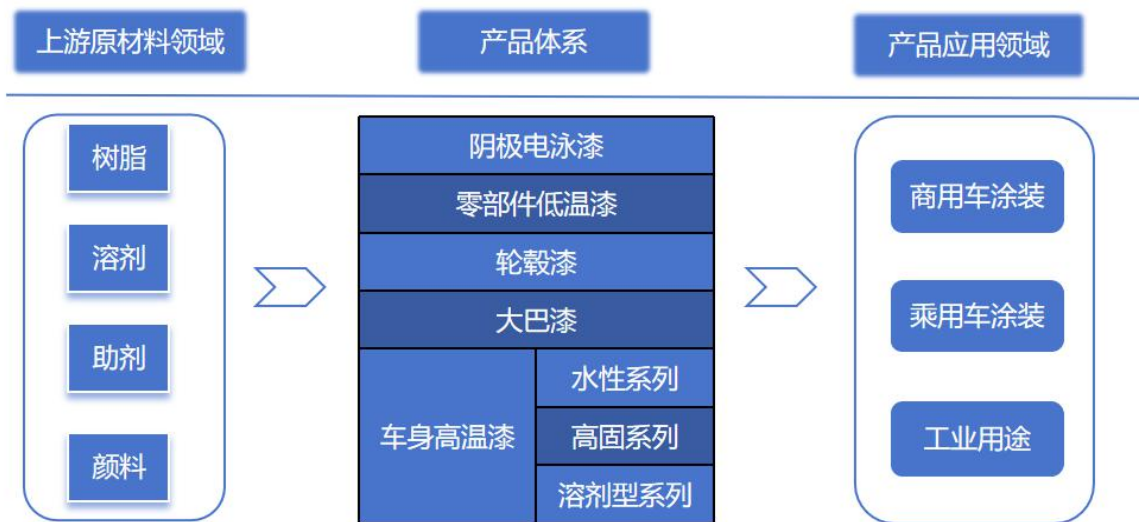 上游原材料领域
产品体系
产品应用领域
树脂
溶剂
助剂
颜料
阴极电泳漆
零部件低温漆
轮毂漆
大巴漆
车身高温漆
水性系列
高固系列
溶剂型系列
商用车涂装
乘用车涂装
工业用途